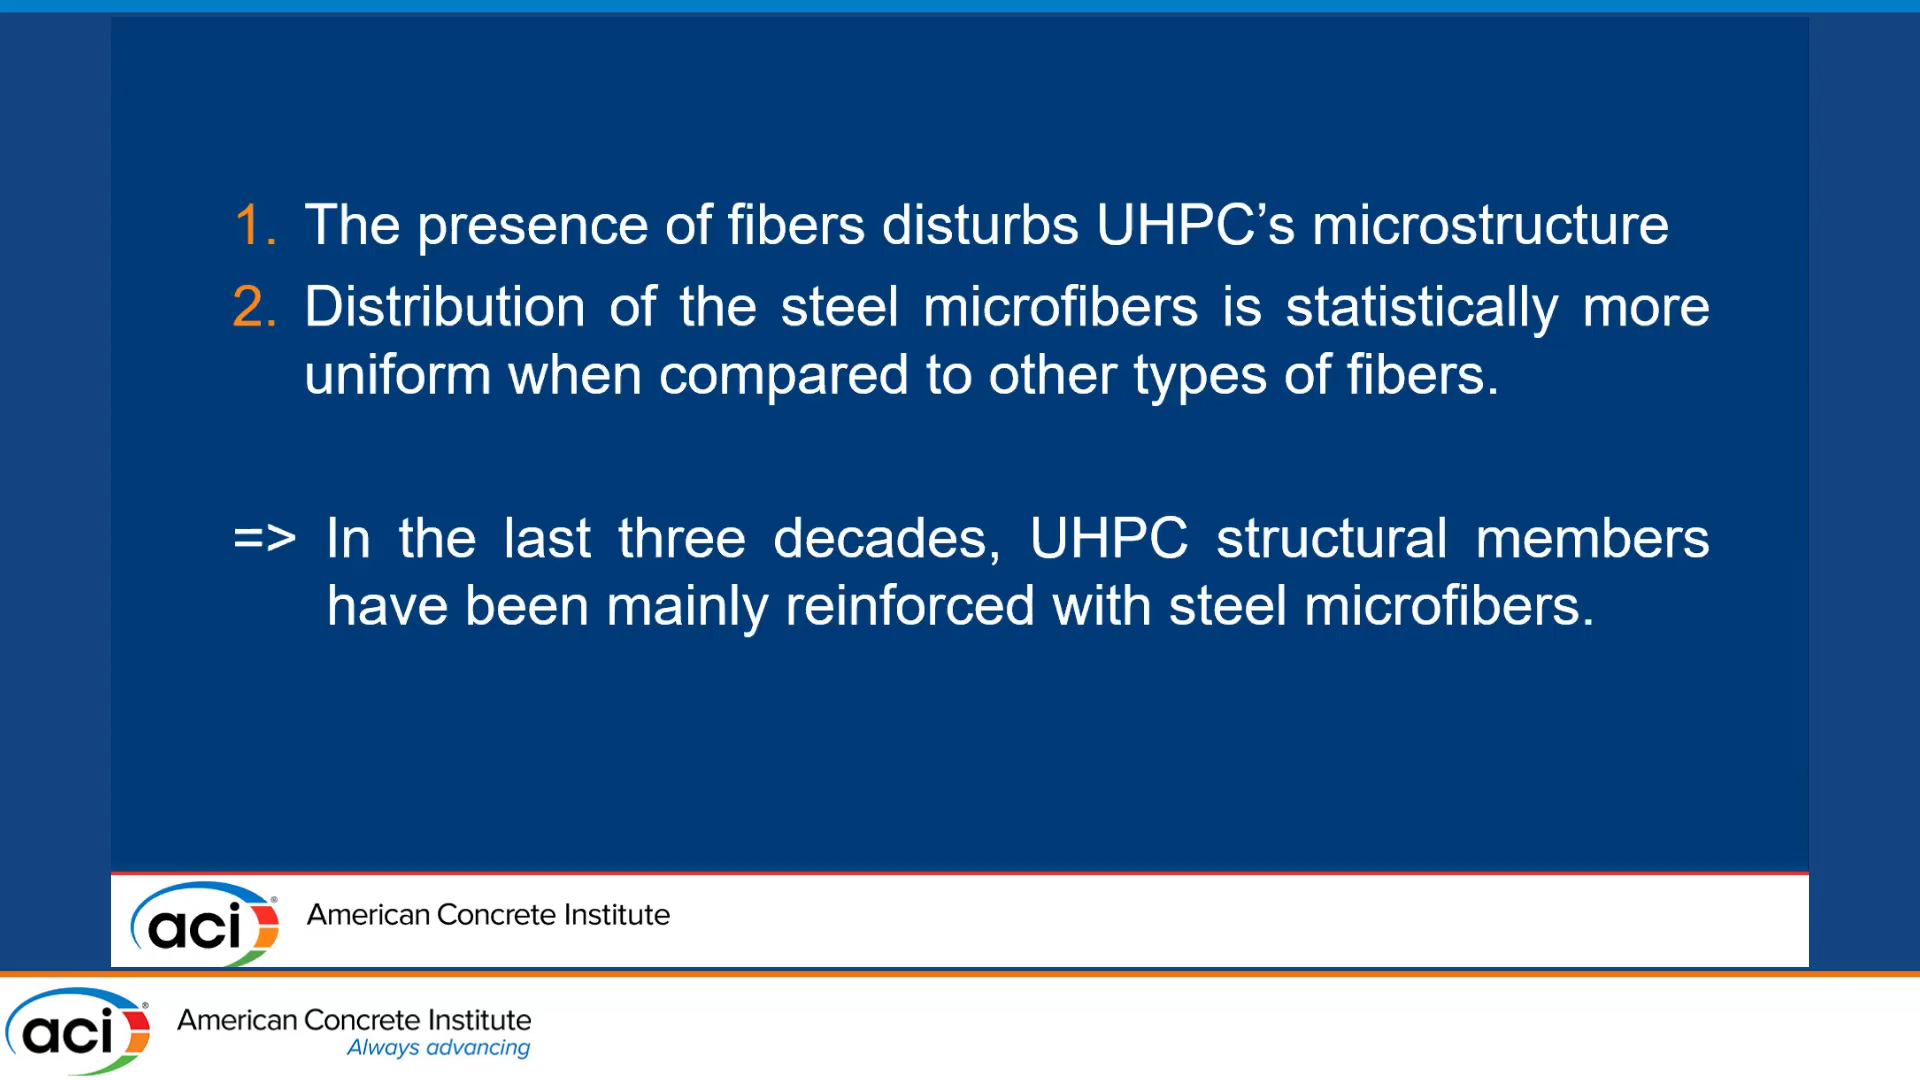 1. The presence of fibers disturbs UHPC’s microstructure
2. Distribution of the steel microfibers is statistically more
uniform when compared to other types of fibers.
=> In the last three decades, UHPC structural members
have been mainly reinforced with steel microfibers.
aci®
American Concrete Institute
aci®
American Concrete Institute
Always advancing